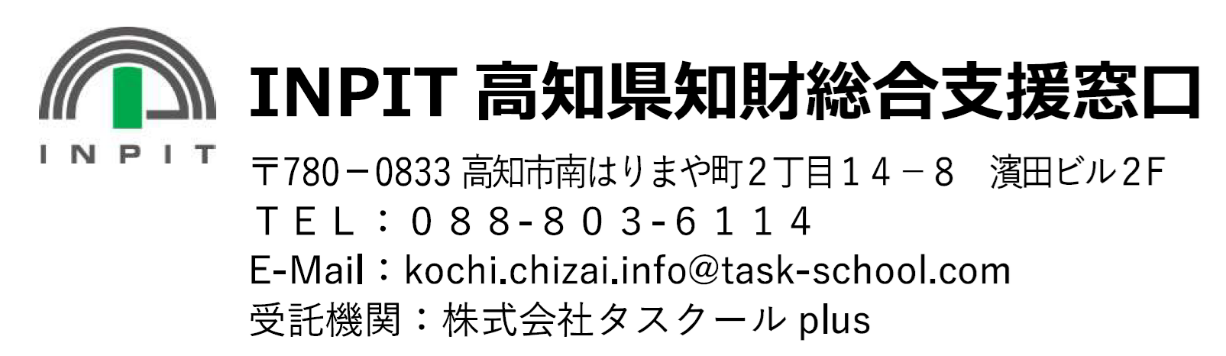 INPIT
INPIT 高知県知財総合支援窓口
〒780－0833 高知市南はりまや町２丁目１４－８　濱田ビル２F
ＴＥＬ：０８８-８０３-６１１４
E-Mail：kochi.chizai.info@task-school.com
受託機関：株式会社タスクール plus